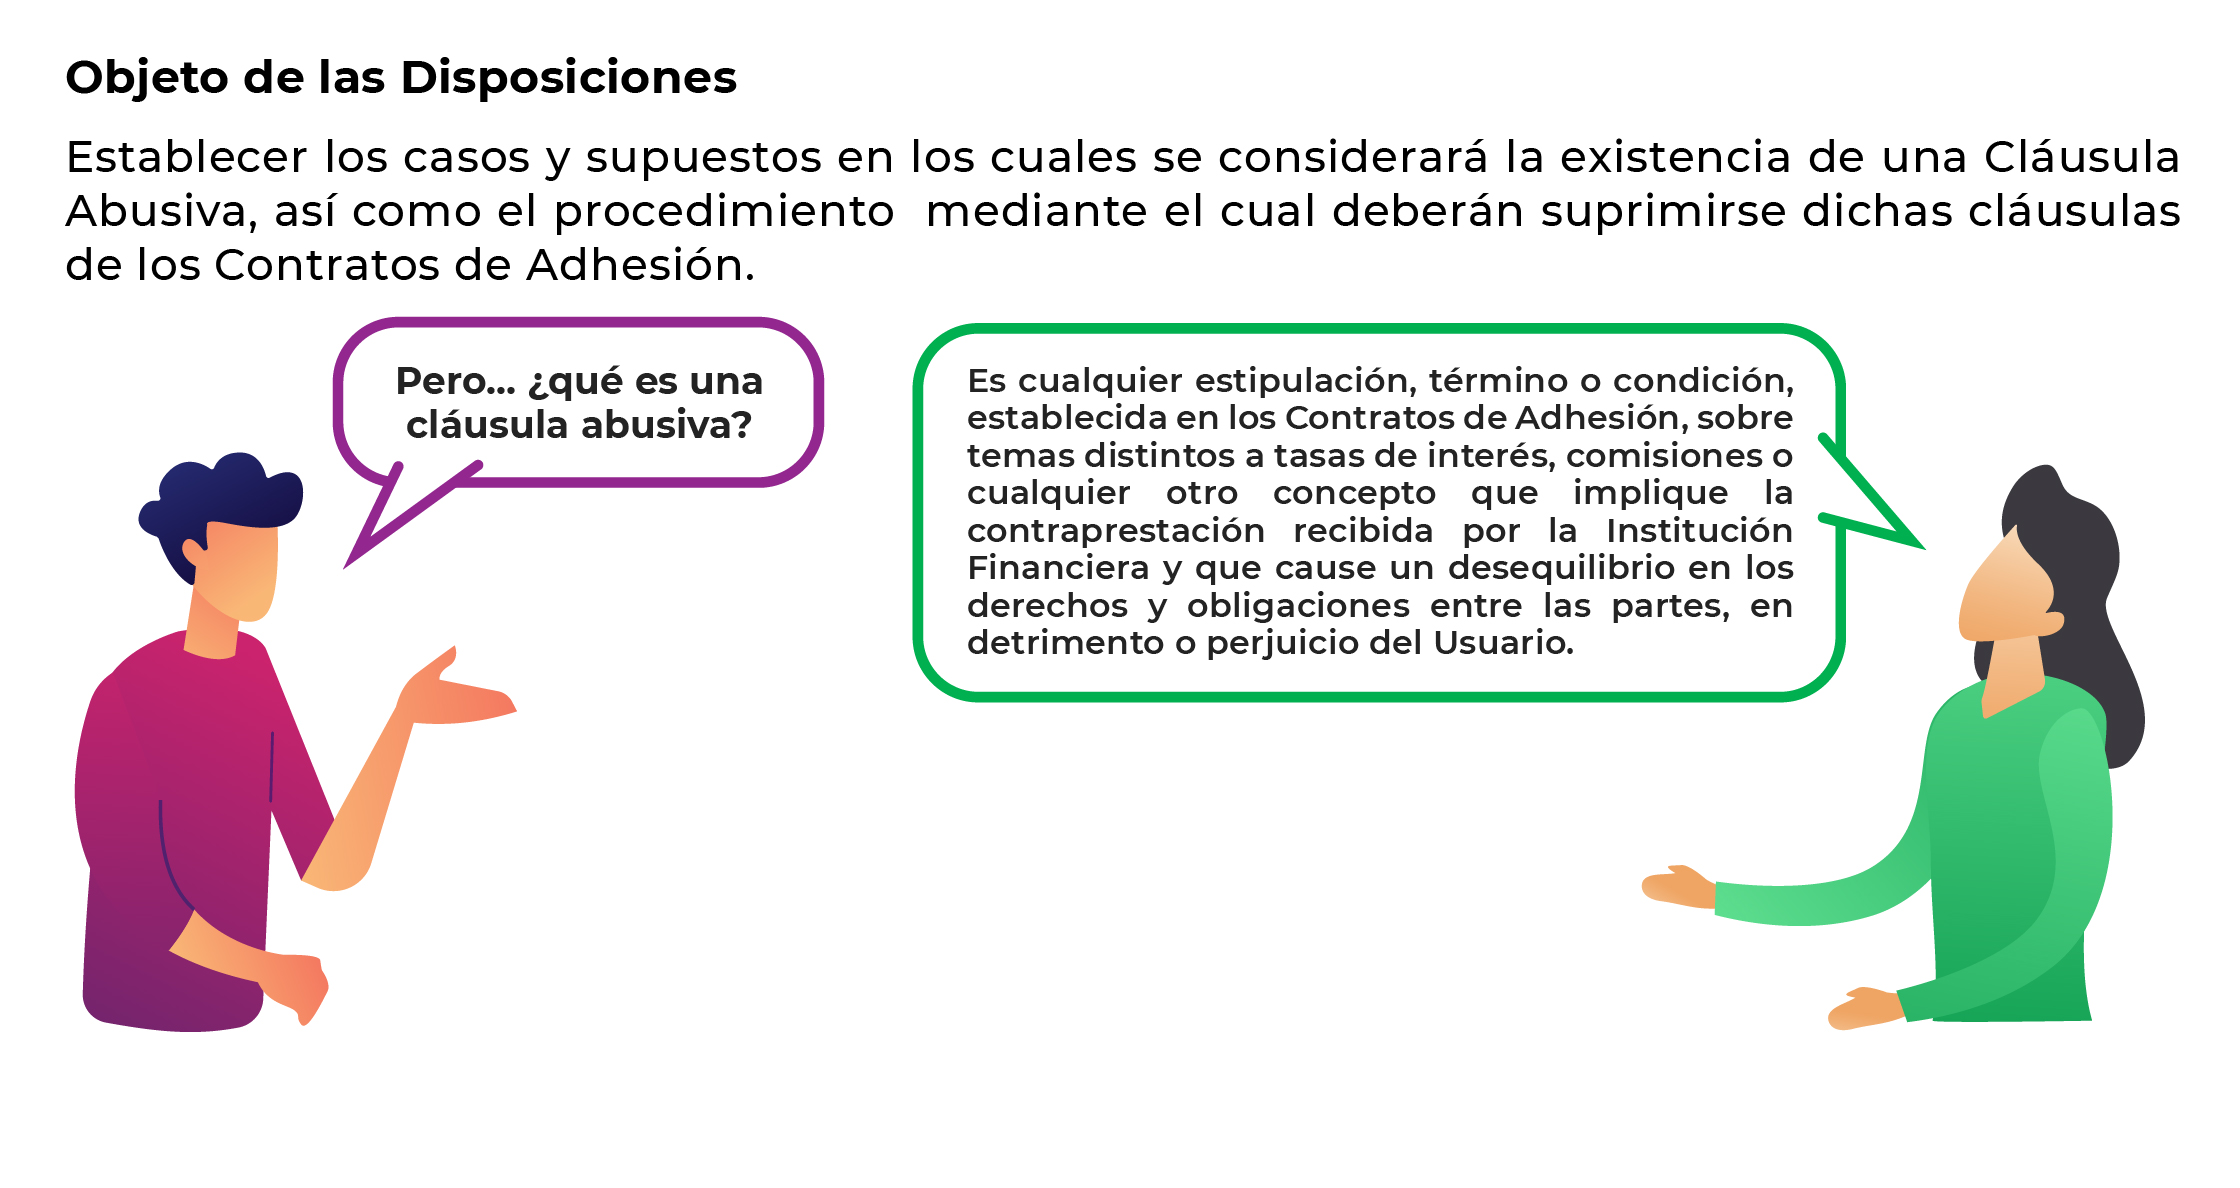 Objeto de las Disposiciones
Establecer los casos y supuestos en los cuales se considerará la existencia de una Cláusula
Abusiva, así como el procedimiento mediante el cual deberán suprimirse dichas cláusulas
de los Contratos de Adhesión.
Pero... ¿qué es una
cláusula abusiva?
Es cualquier estipulación, término o condición,
establecida en los Contratos de Adhesión, sobre
temas distintos a tasas de interés, comisiones o
cualquier otro concepto que implique la
contraprestación recibida por la Institución
Financiera y que cause un desequilibrio en los
derechos y obligaciones entre las partes, en
detrimento o perjuicio del Usuario.